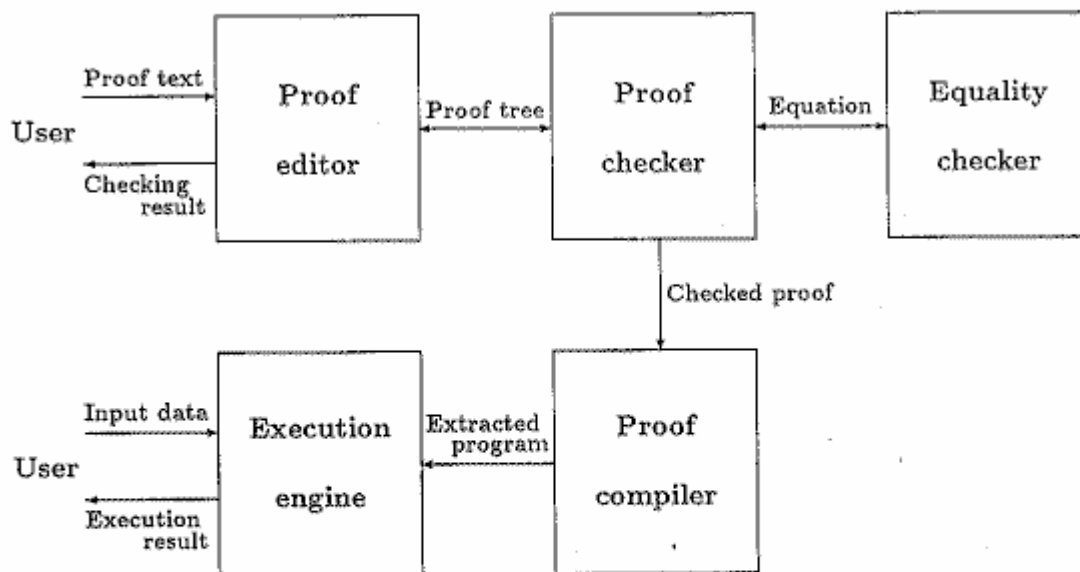 Proof text
User
Checking
result
Proof
editor
Proof tree
Proof
checker
Equation
Equality
checker
Checked proof
Input data
User
Execution
result
Execution
engine
Extracted
program
Proof
compiler